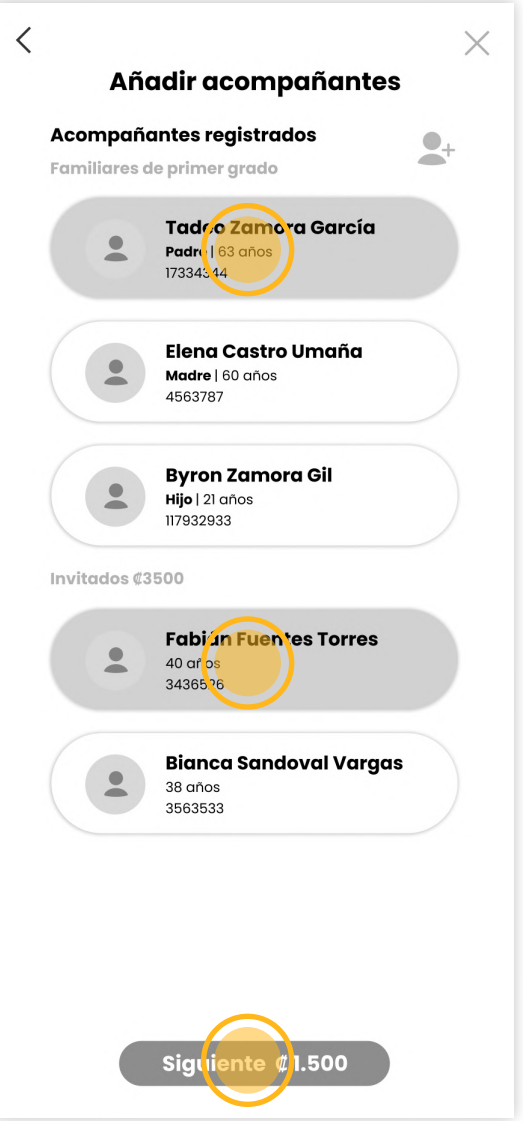 Añadir acompañantes
Acompañantes registrados
Familiares de primer grado
Tadeo Zamora García
Padre | 63 años
17334344
Elena Castro Umaña
Madre | 60 años
4563787
Byron Zamora Gil
Hijo | 21 años
117932933
Invitados ₡3500
Fabián Fuentes Torres
40 años
3436526
Bianca Sandoval Vargas
38 años
3563533
Siguiente ₡1.500